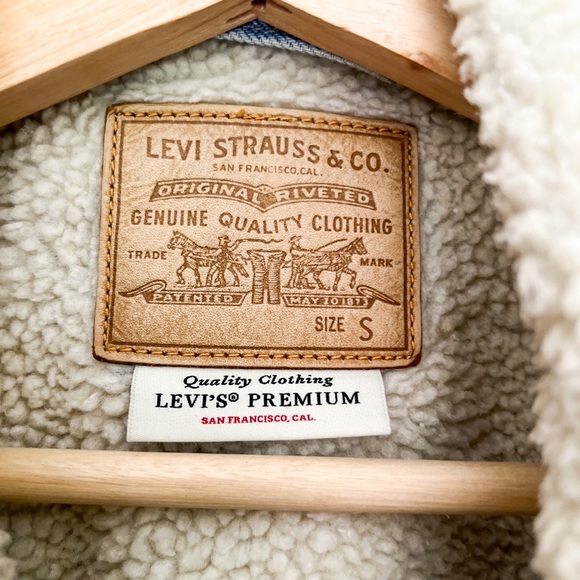 LEVI STRAUSS & CO.
SAN FRANCISCO, CAL.
ORIGINAL RIVETED
GENUINE QUALITY CLOTHING
TRADE MARK
PATENTED MAY 20 1873
SIZE S
Quality Clothing
LEVI'S® PREMIUM
SAN FRANCISCO, CAL.